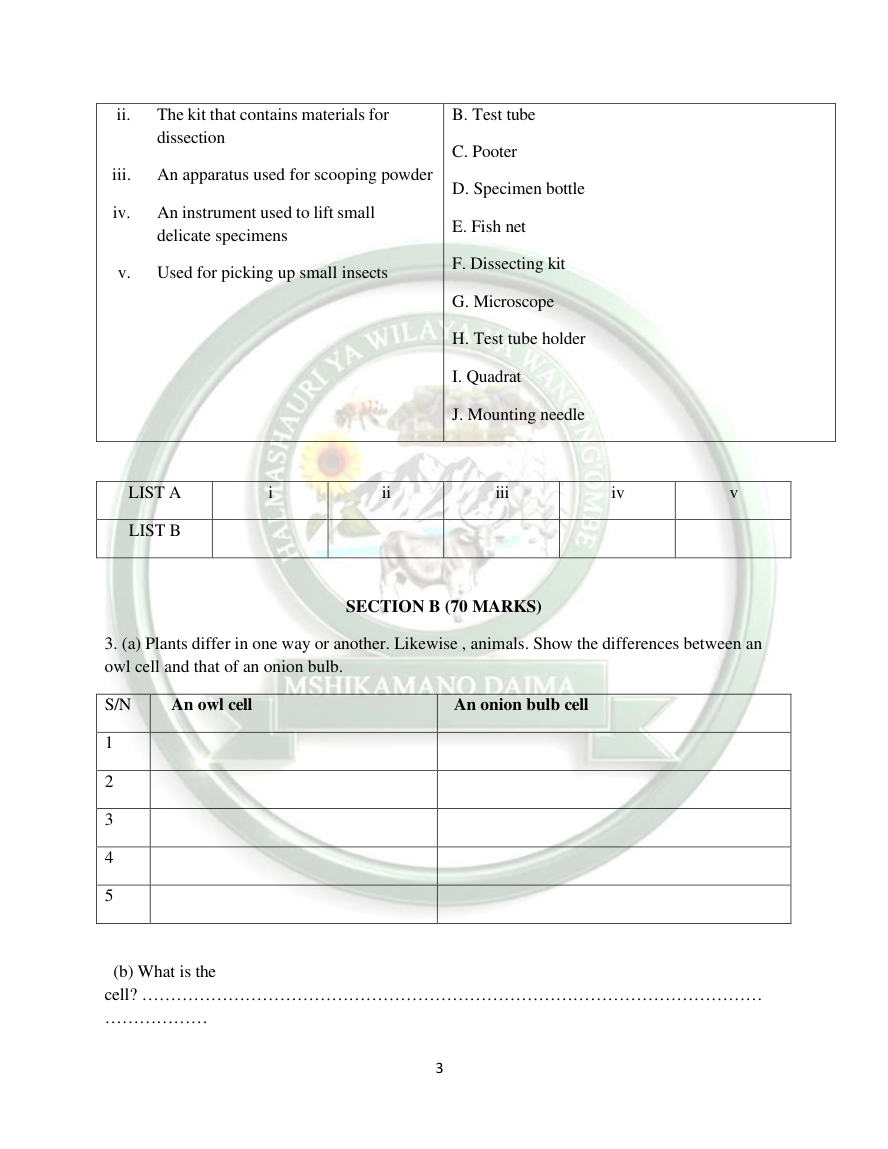 ii. The kit that contains materials for
dissection
iii. An apparatus used for scooping powder
iv. An instrument used to lift small
delicate specimens
v. Used for picking up small insects
B. Test tube
C. Pooter
D. Specimen bottle
E. Fish net
F. Dissecting kit
G. Microscope
H. Test tube holder
I. Quadrat
J. Mounting needle
HALMASHAURI YA WILAYA YA WANG'ING'OMBE
LIST A i ii iii iv v
LIST B
SECTION B (70 MARKS)
3. (a) Plants differ in one way or another. Likewise , animals. Show the differences between an
owl cell and that of an onion bulb.
MSHIKAMANO DAIMA
S/N An owl cell An onion bulb cell
1
2
3
4
5
(b) What is the
cell? ……………………………………………………………………………………………
………………
3